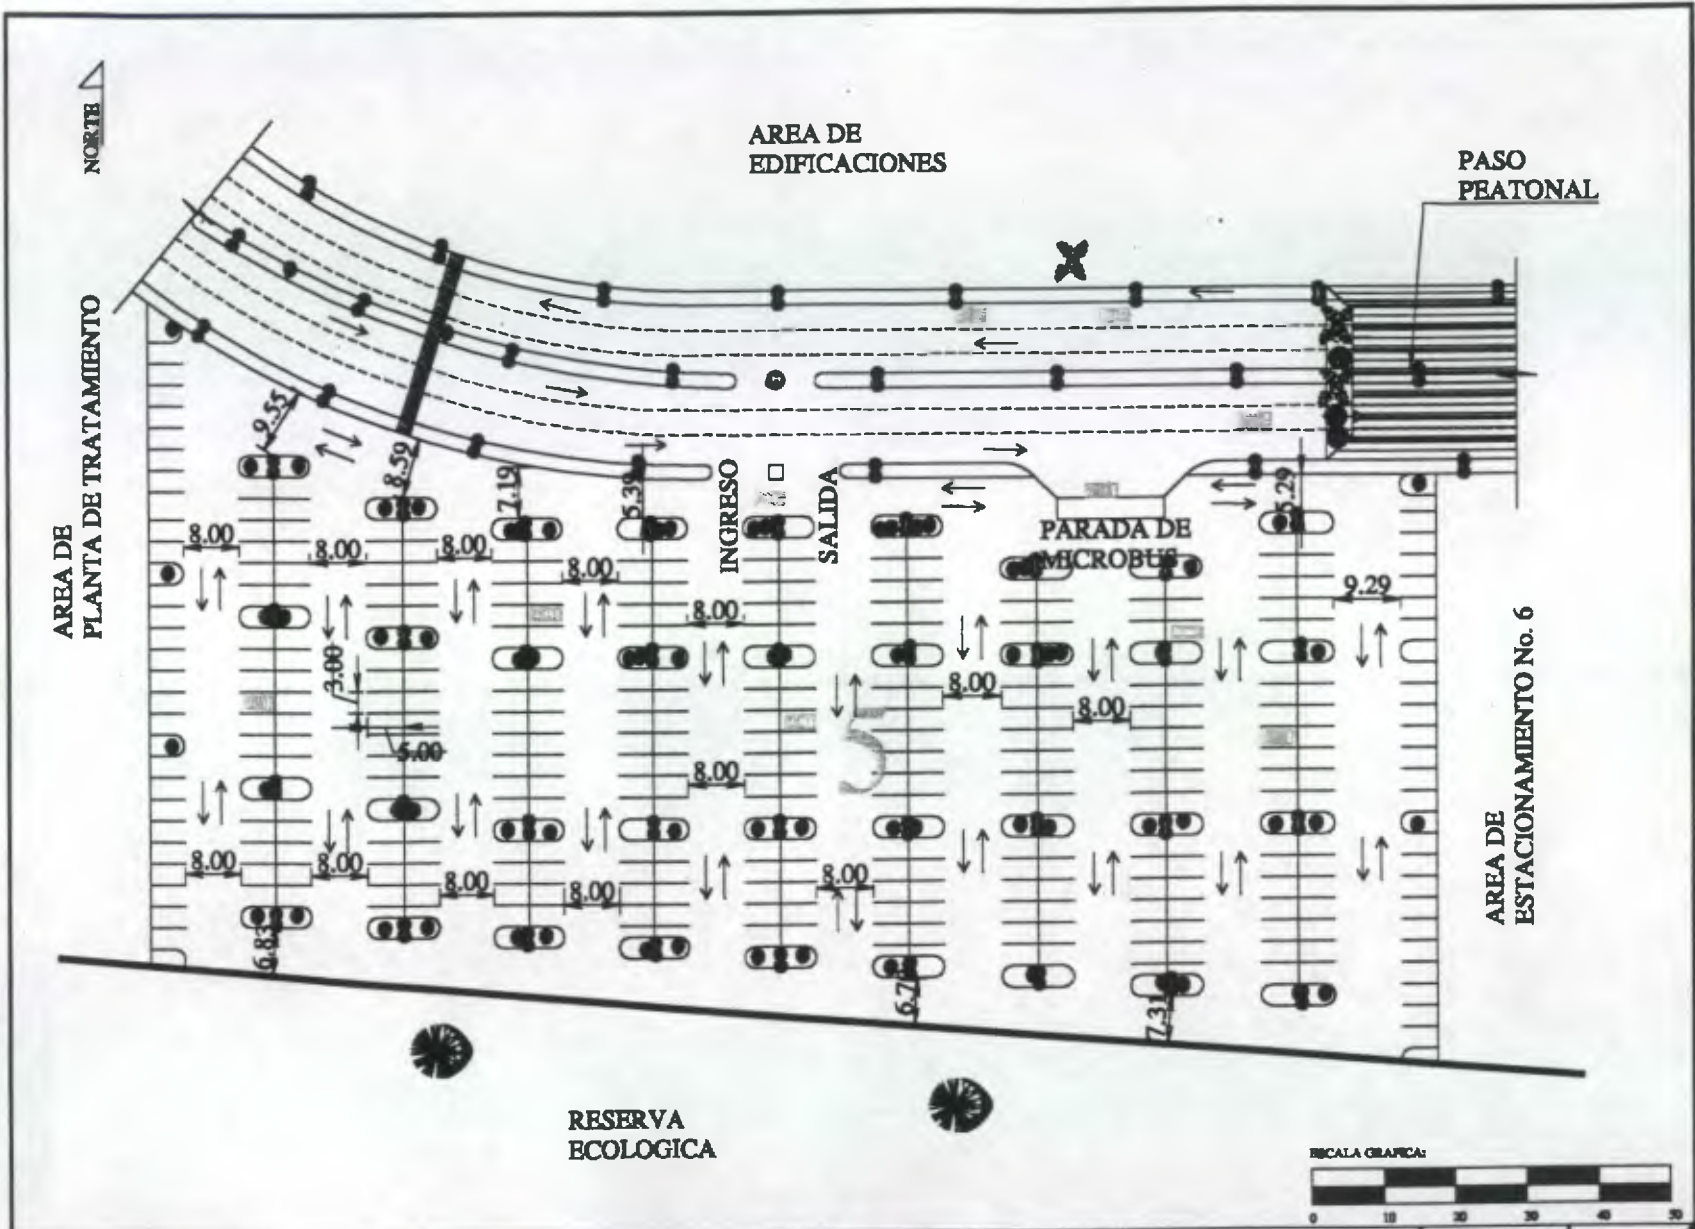 NORTE
AREA DE
EDIFICACIONES
PASO
PEATONAL
AREA DE
PLANTA DE TRATAMIENTO
9.55
8.59
7.19
5.39
INGRESO
SALIDA
5.29
PARADA DE
MICROBUS
8.00
8.00
8.00
8.00
8.00
9.29
3.00
5.00
8.00
8.00
5
8.00
8.00
8.00
8.00
8.00
8.00
6.83
7.31
AREA DE
ESTACIONAMIENTO No. 6
RESERVA
ECOLOGICA
ESCALA GRAFICA:
0 10 20 30 40 50